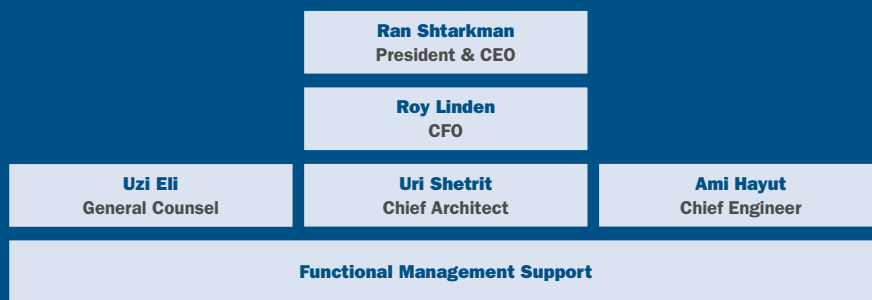 Ran Shtarkman
President & CEO
Roy Linden
CFO
Uzi Eli
General Counsel
Uri Shetrit
Chief Architect
Ami Hayut
Chief Engineer
Functional Management Support